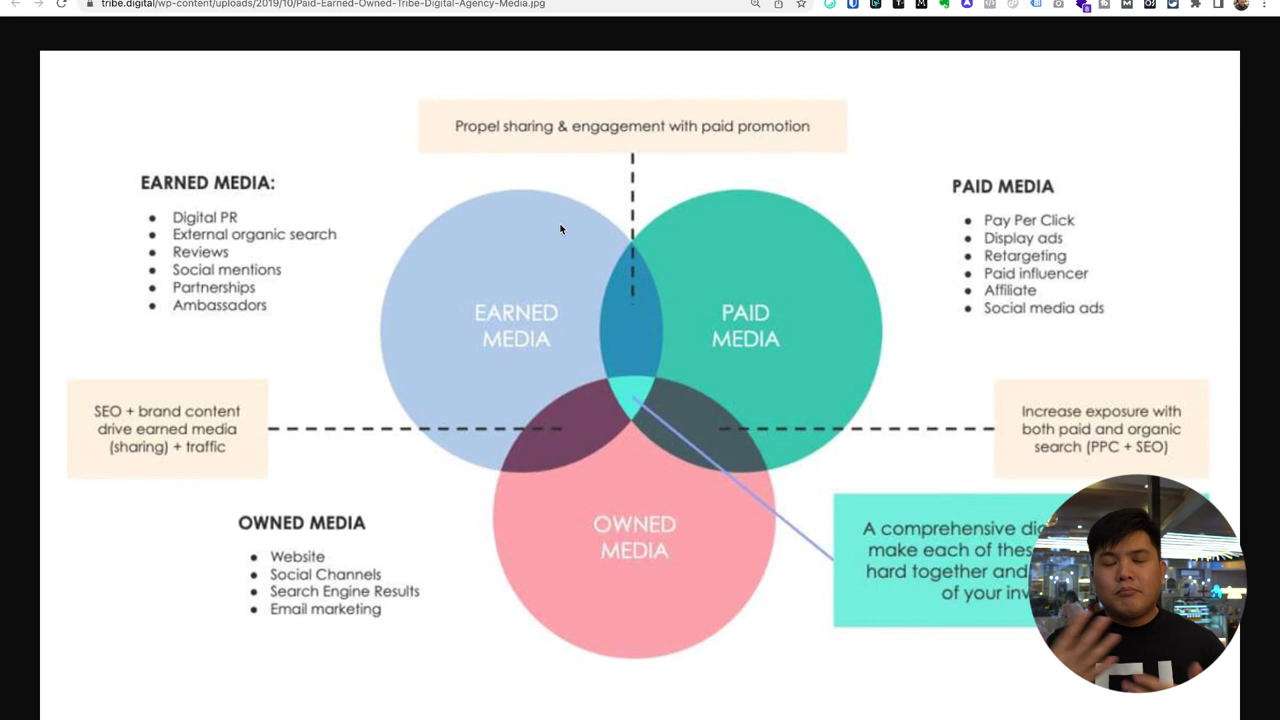 tribe.digital/wp-content/uploads/2019/10/Paid-Earned-Owned-Tribe-Digital-Agency-Media.jpg
Propel sharing & engagement with paid promotion
EARNED MEDIA:
● Digital PR
● External organic search
● Reviews
● Social mentions
● Partnerships
● Ambassadors
PAID MEDIA
● Pay Per Click
● Display ads
● Retargeting
● Paid influencer
● Affiliate
● Social media ads
EARNED
MEDIA
PAID
MEDIA
SEO + brand content
drive earned media
(sharing) + traffic
Increase exposure with
both paid and organic
search (PPC + SEO)
OWNED MEDIA
● Website
● Social Channels
● Search Engine Results
● Email marketing
OWNED
MEDIA
A comprehensive
make each of
hard together and
of your